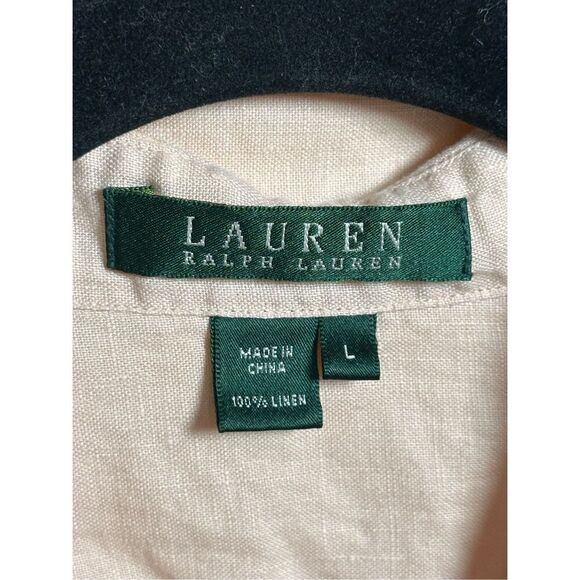 LAUREN
RALPH LAUREN
MADE IN
CHINA
100% LINEN
L